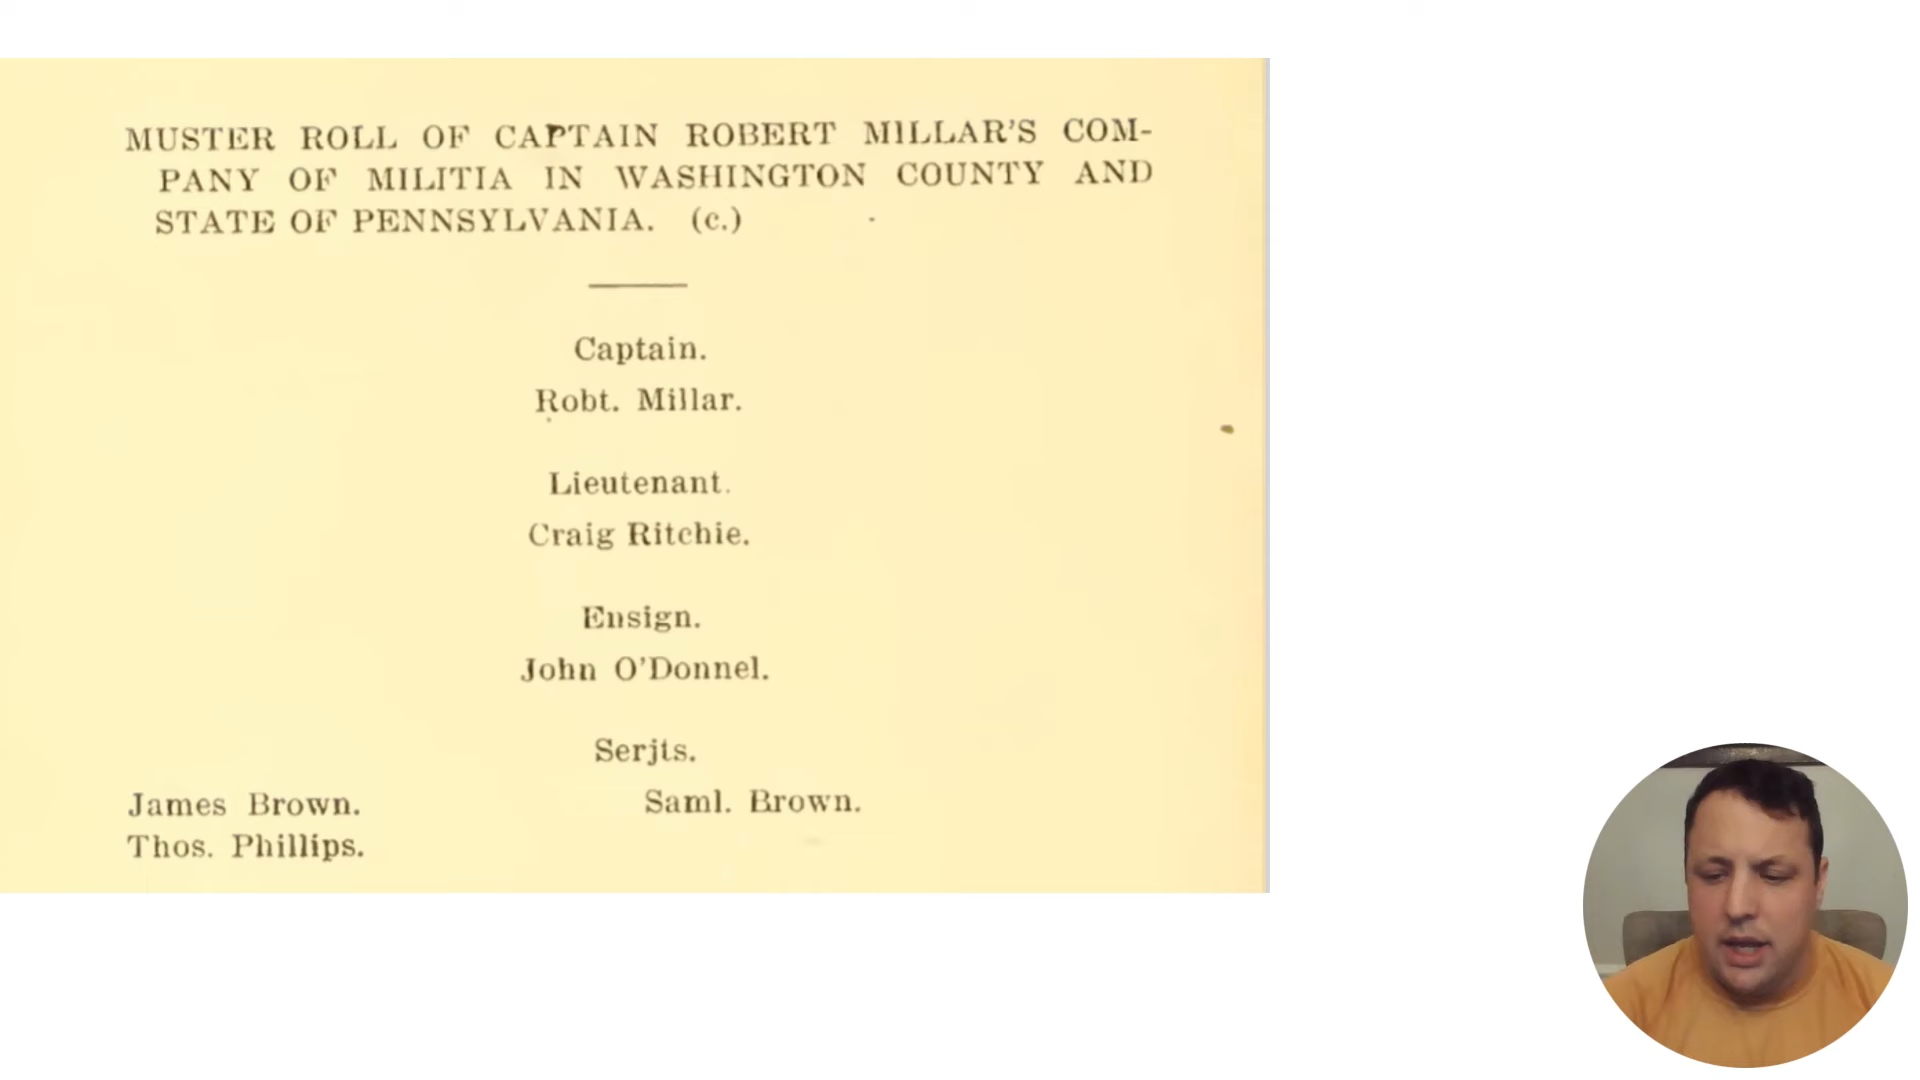 MUSTER ROLL OF CAPTAIN ROBERT MILLAR'S COM-
PANY OF MILITIA IN WASHINGTON COUNTY AND
STATE OF PENNSYLVANIA. (c.)
Captain.
Robt. Millar.
Lieutenant.
Craig Ritchie.
Ensign.
John O'Donnel.
Serjts.
James Brown. Saml. Brown.
Thos. Phillips.